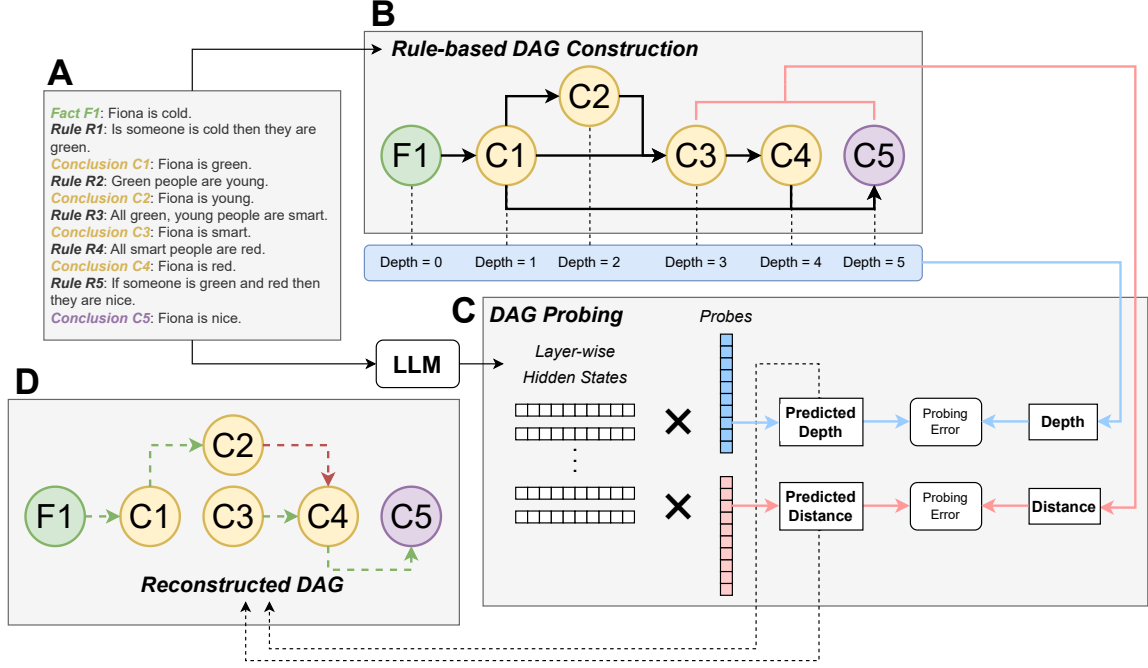 A
Fact F1: Fiona is cold.
Rule R1: Is someone is cold then they are
green.
Conclusion C1: Fiona is green.
Rule R2: Green people are young.
Conclusion C2: Fiona is young.
Rule R3: All green, young people are smart.
Conclusion C3: Fiona is smart.
Rule R4: All smart people are red.
Conclusion C4: Fiona is red.
Rule R5: If someone is green and red then
they are nice.
Conclusion C5: Fiona is nice.
B
Rule-based DAG Construction
C2
F1 C1 C3 C4 C5
Depth = 0 Depth = 1 Depth = 2 Depth = 3 Depth = 4 Depth = 5
LLM
C
DAG Probing
Probes
Layer-wise
Hidden States
Predicted
Depth
Probing
Error
Depth
Predicted
Distance
Probing
Error
Distance
D
C2
F1 C1 C3 C4 C5
Reconstructed DAG